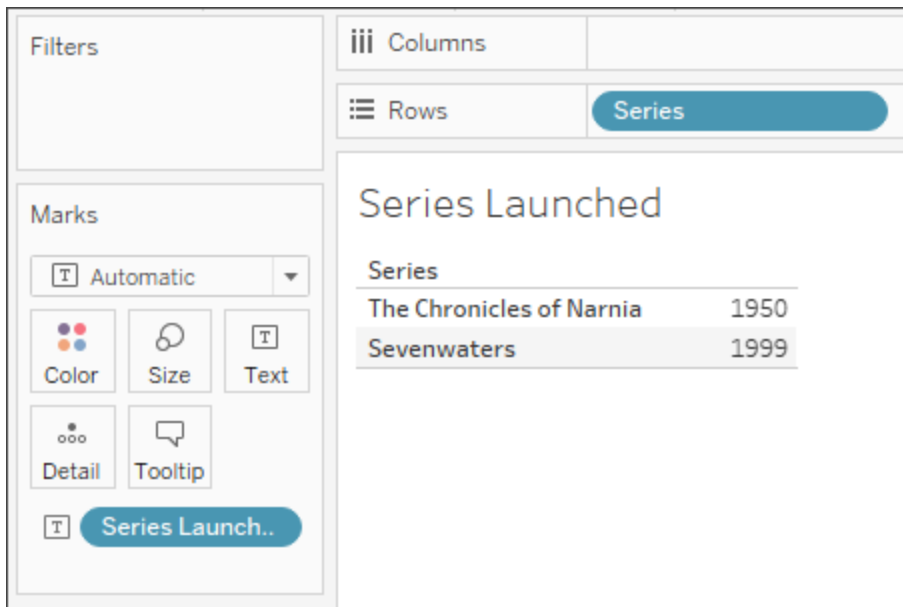 Filters
Columns
Rows
Series
Marks
T Automatic
Color
Size
T
Text
Detail
Tooltip
T Series Launch..
Series Launched
Series
The Chronicles of Narnia 1950
Sevenwaters 1999